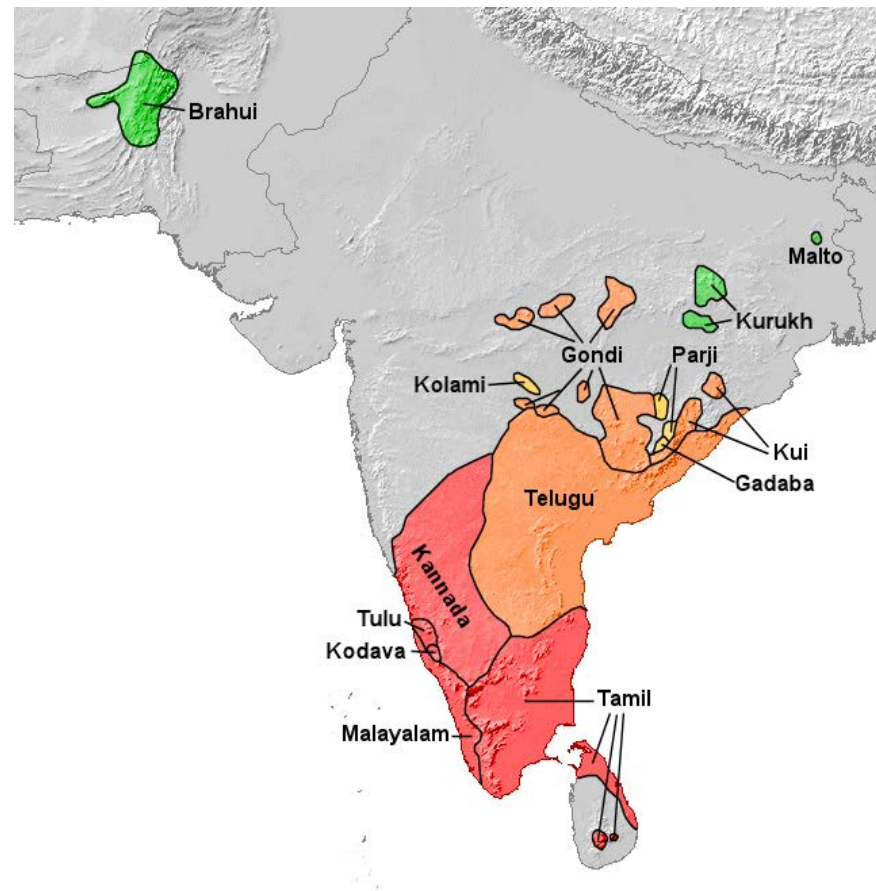 Brahui
Malto
Kurukh
Gondi
Parji
Kolami
Kui
Gadaba
Telugu
Kannada
Tulu
Kodava
Tamil
Malayalam